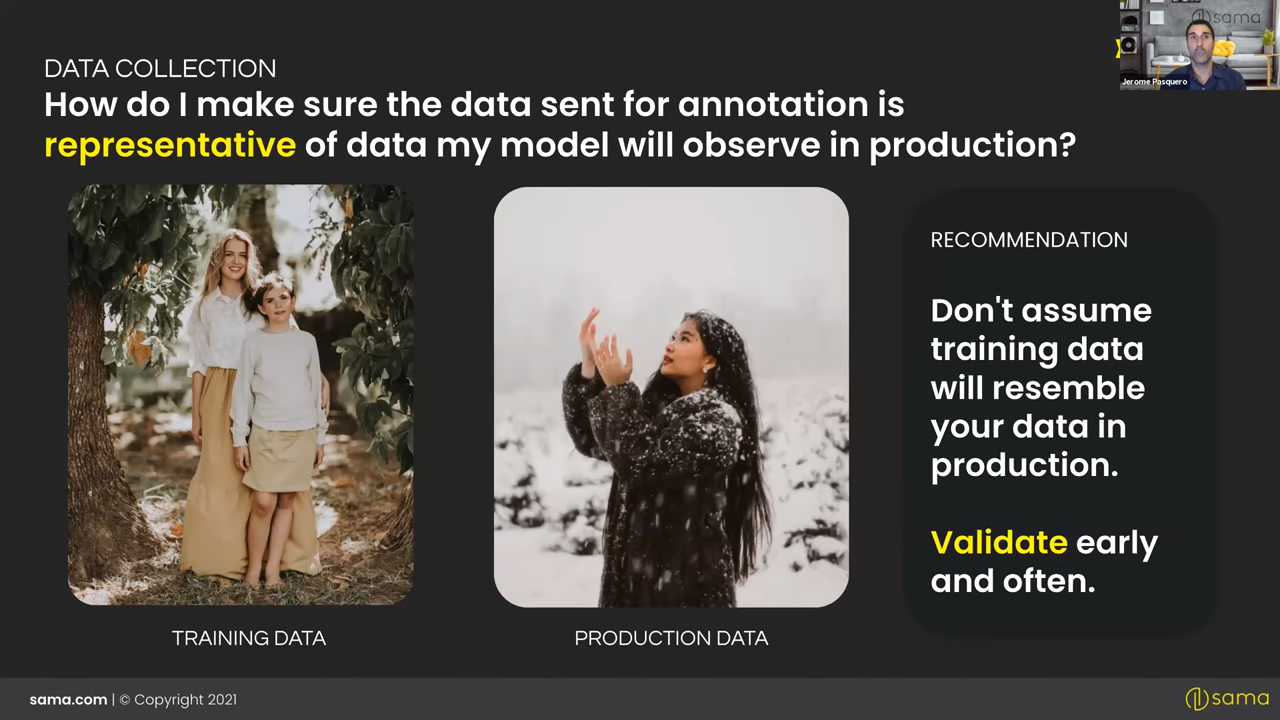 sama
Jerome Pasquero
DATA COLLECTION
How do I make sure the data sent for annotation is
representative of data my model will observe in production?
RECOMMENDATION
Don't assume
training data
will resemble
your data in
production.
Validate early
and often.
TRAINING DATA
PRODUCTION DATA
sama.com | © Copyright 2021
sama